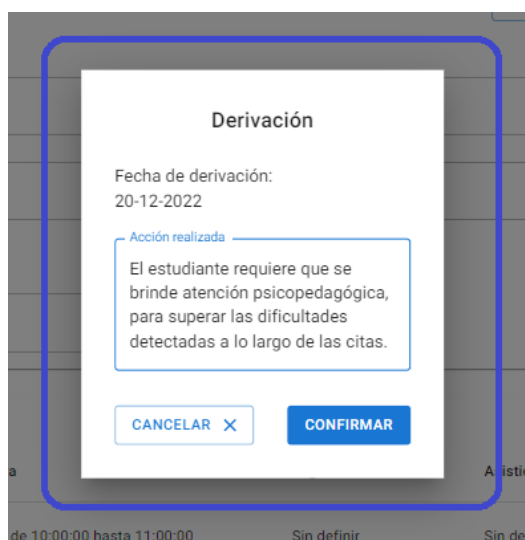 Derivación
Fecha de derivación:
20-12-2022
Acción realizada
El estudiante requiere que se
brinde atención psicopedagógica,
para superar las dificultades
detectadas a lo largo de las citas.
CANCELAR
CONFIRMAR
a
de 10:00:00 hasta 11:00:00 Sin definir Sin de